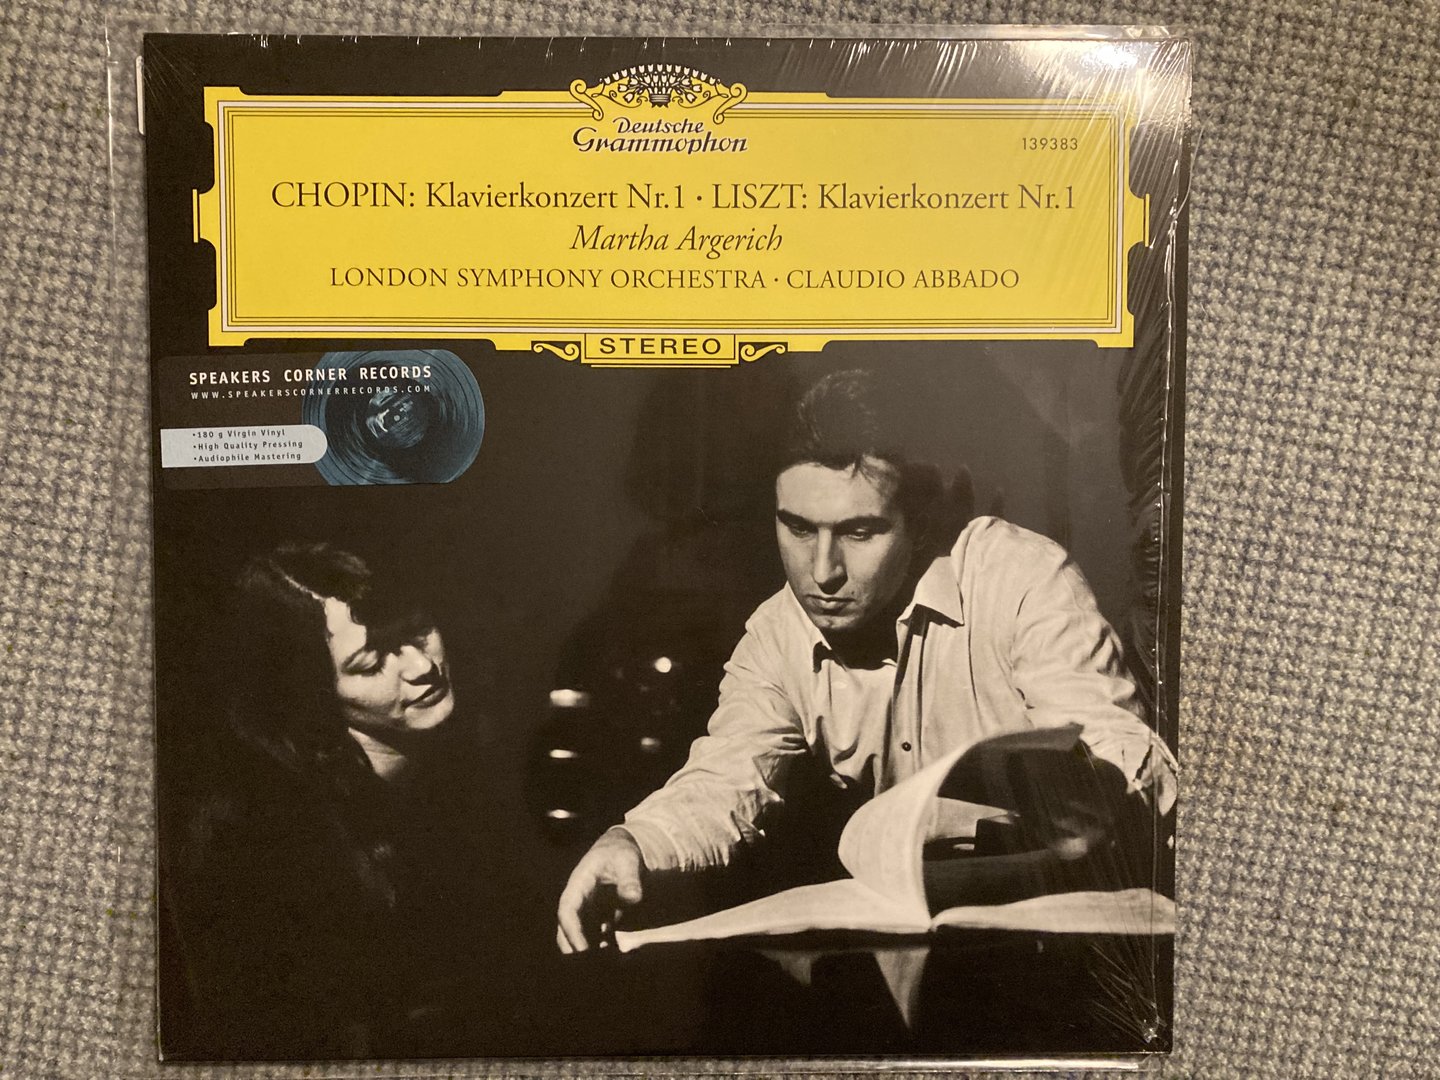 Deutsche
Grammophon
139383
CHOPIN: Klavierkonzert Nr.1 · LISZT: Klavierkonzert Nr.1
Martha Argerich
LONDON SYMPHONY ORCHESTRA · CLAUDIO ABBADO
STEREO
SPEAKERS CORNER RECORDS
WWW.SPEAKERSCORNERRECORDS.COM
•180 g Virgin Vinyl
•High Quality Pressing
•Audiophile Mastering